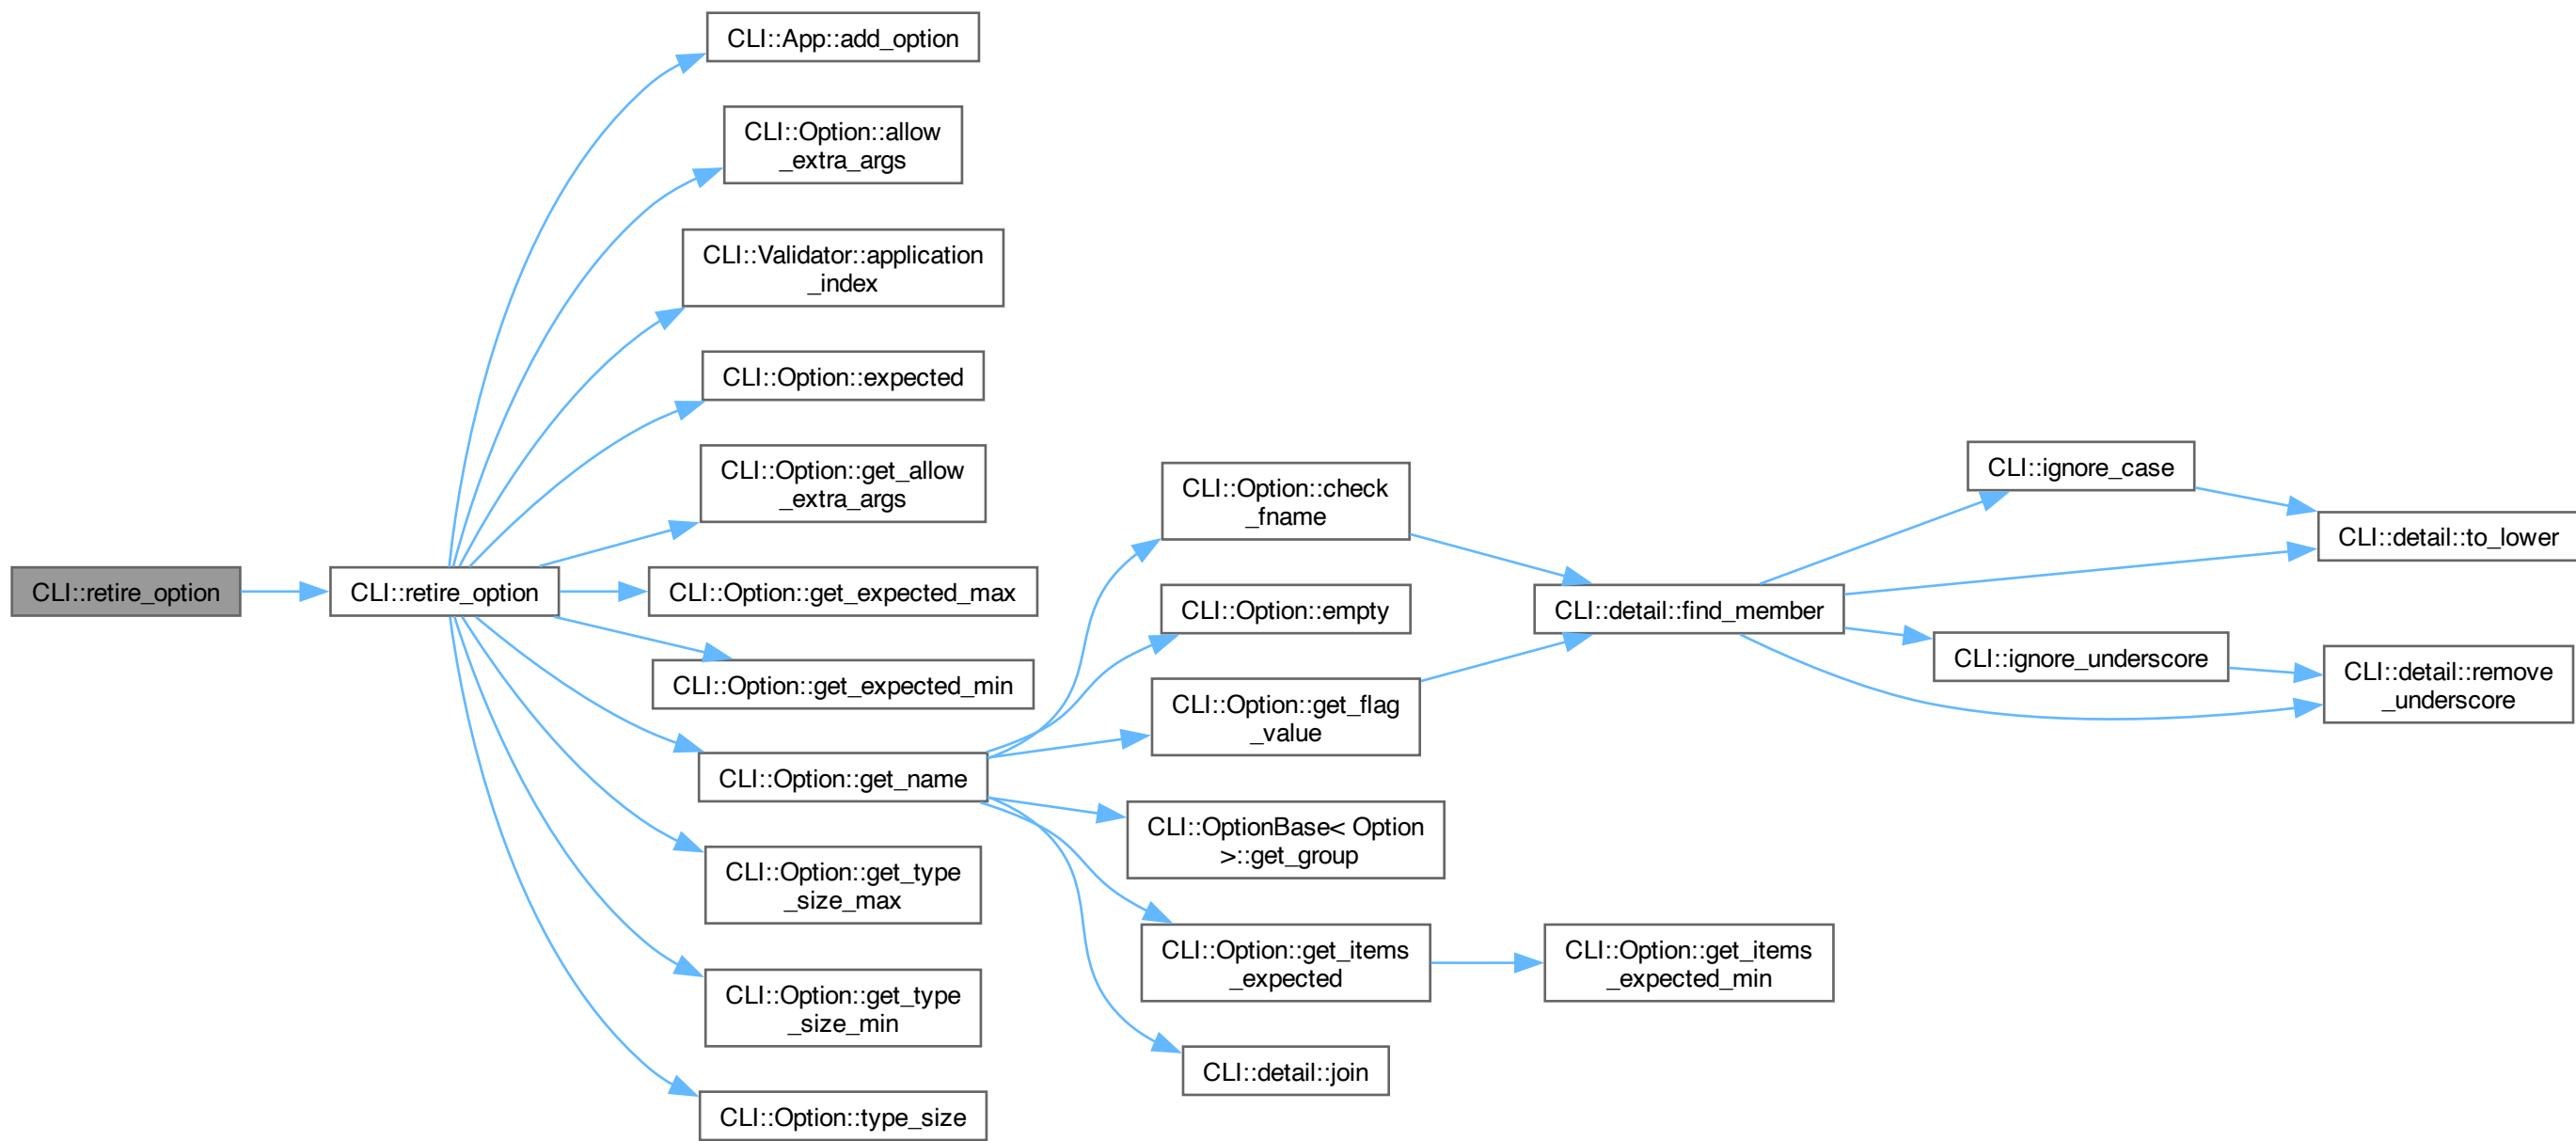 CLI::retire_option
CLI::retire_option
CLI::App::add_option
CLI::Option::allow
_extra_args
CLI::Validator::application
_index
CLI::Option::expected
CLI::Option::get_allow
_extra_args
CLI::Option::get_expected_max
CLI::Option::get_expected_min
CLI::Option::get_name
CLI::Option::get_type
_size_max
CLI::Option::get_type
_size_min
CLI::Option::type_size
CLI::Option::check
_fname
CLI::Option::empty
CLI::Option::get_flag
_value
CLI::OptionBase< Option
>::get_group
CLI::Option::get_items
_expected
CLI::detail::join
CLI::detail::find_member
CLI::Option::get_items
_expected_min
CLI::ignore_case
CLI::ignore_underscore
CLI::detail::to_lower
CLI::detail::remove
_underscore